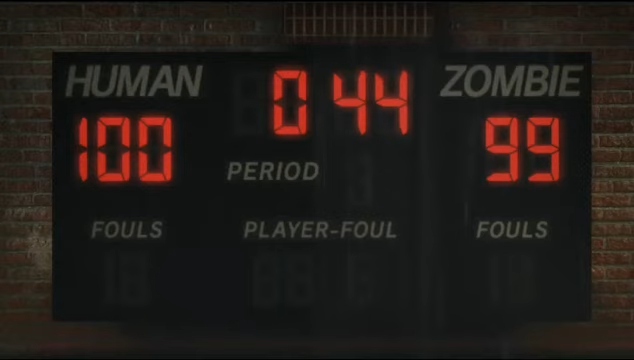 HUMAN 0 44 ZOMBIE
100 99
PERIOD
FOULS PLAYER-FOUL FOULS